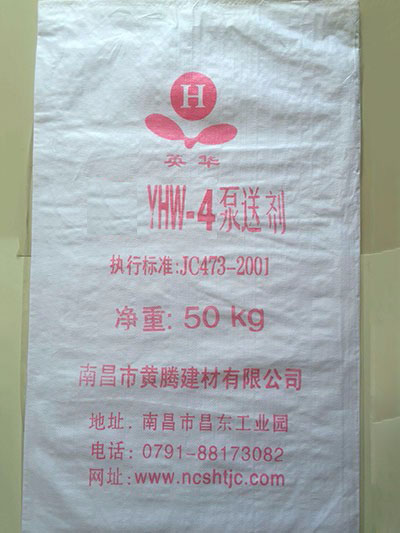 H
英华
YHW-4泵送剂
执行标准:JC473-2001
净重: 50 kg
南昌市黄腾建材有限公司
地址: 南昌市昌东工业园
电话: 0791-88173082
网址: www.ncshtjc.com